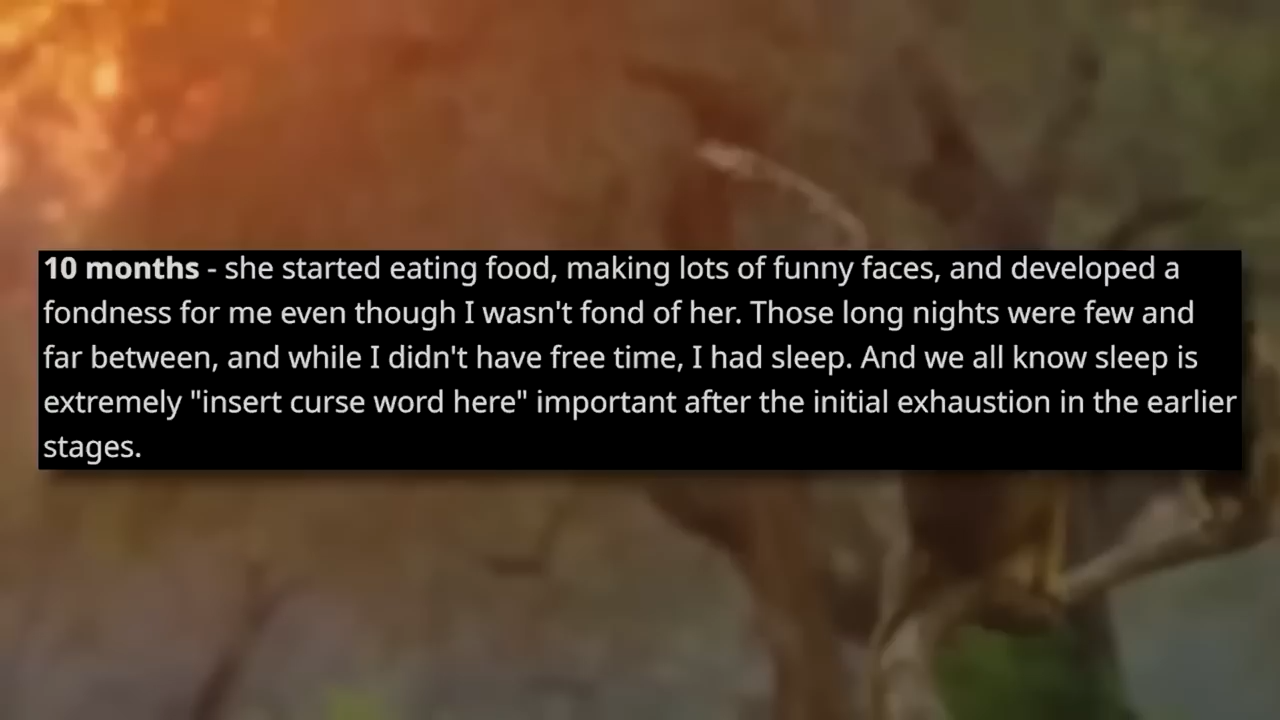 10 months - she started eating food, making lots of funny faces, and developed a
fondness for me even though I wasn't fond of her. Those long nights were few and
far between, and while I didn't have free time, I had sleep. And we all know sleep is
extremely "insert curse word here" important after the initial exhaustion in the earlier
stages.